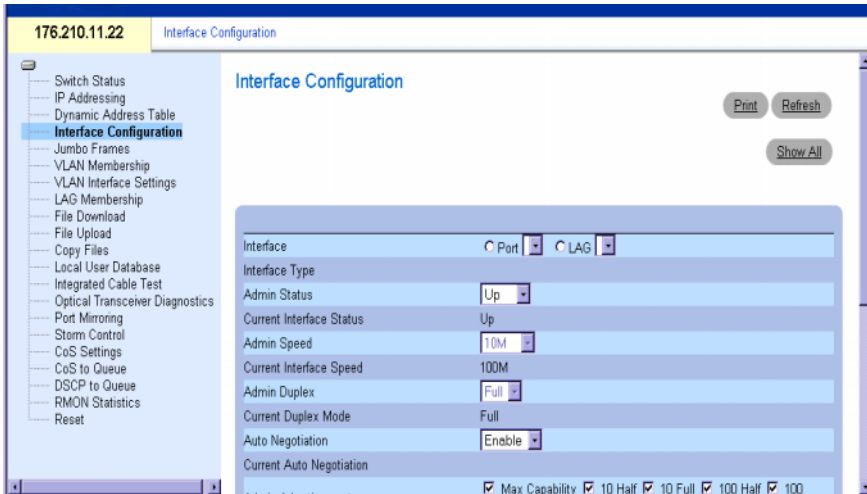 176.210.11.22
Interface Configuration
Switch Status
IP Addressing
Dynamic Address Table
Interface Configuration
Jumbo Frames
VLAN Membership
VLAN Interface Settings
LAG Membership
File Download
File Upload
Copy Files
Local User Database
Integrated Cable Test
Optical Transceiver Diagnostics
Port Mirroring
Storm Control
CoS Settings
CoS to Queue
DSCP to Queue
RMON Statistics
Reset
Interface Configuration
Print Refresh
Show All
Interface Port LAG
Interface Type
Admin Status Up
Current Interface Status Up
Admin Speed 10M
Current Interface Speed 100M
Admin Duplex Full
Current Duplex Mode Full
Auto Negotiation Enable
Current Auto Negotiation
Max Capability 10 Half 10 Full 100 Half 100